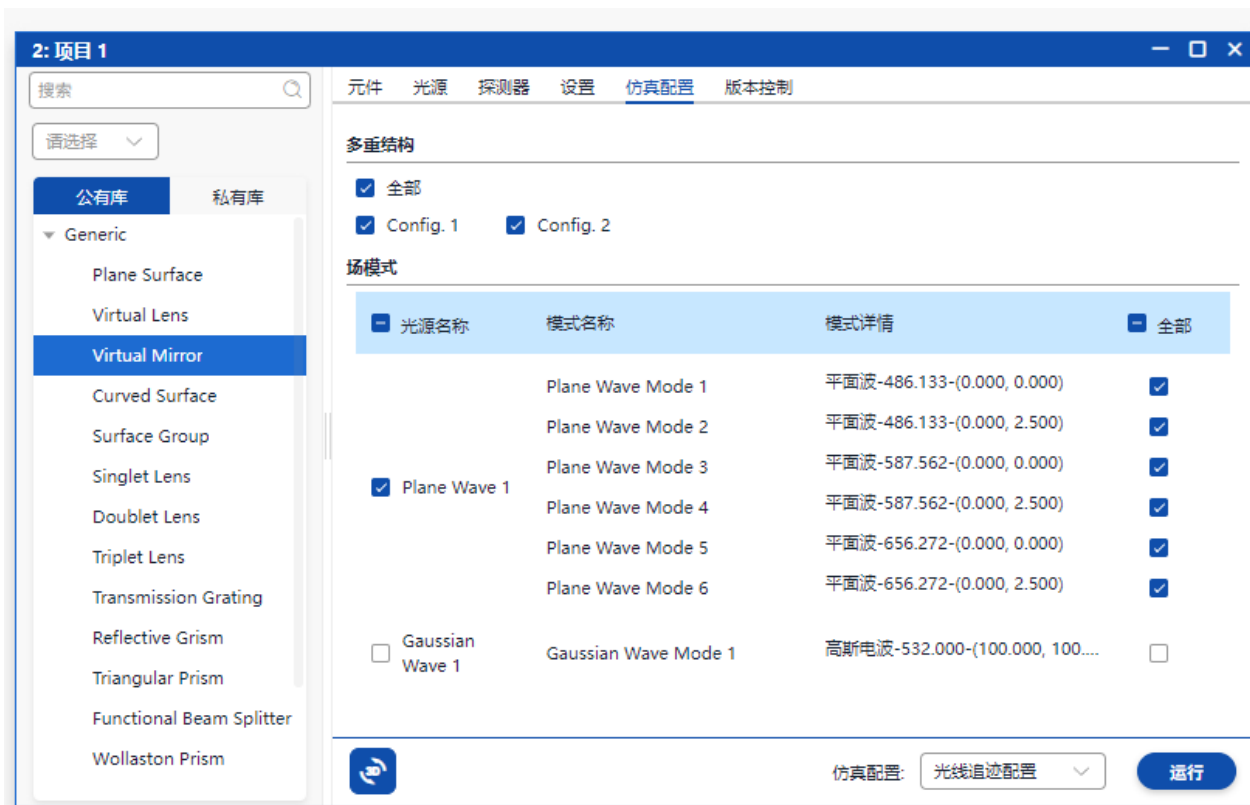 2: 项目 1
搜索
请选择
公有库 私有库
Generic
Plane Surface
Virtual Lens
Virtual Mirror
Curved Surface
Surface Group
Singlet Lens
Doublet Lens
Triplet Lens
Transmission Grating
Reflective Grism
Triangular Prism
Functional Beam Splitter
Wollaston Prism
元件 光源 探测器 设置 仿真配置 版本控制
多重结构
全部
Config. 1 Config. 2
场模式
光源名称 模式名称 模式详情 全部
Plane Wave 1
Plane Wave Mode 1 平面波-486.133-(0.000, 0.000)
Plane Wave Mode 2 平面波-486.133-(0.000, 2.500)
Plane Wave Mode 3 平面波-587.562-(0.000, 0.000)
Plane Wave Mode 4 平面波-587.562-(0.000, 2.500)
Plane Wave Mode 5 平面波-656.272-(0.000, 0.000)
Plane Wave Mode 6 平面波-656.272-(0.000, 2.500)
Gaussian
Wave 1
Gaussian Wave Mode 1 高斯电波-532.000-(100.000, 100....
3D
仿真配置: 光线追迹配置 运行